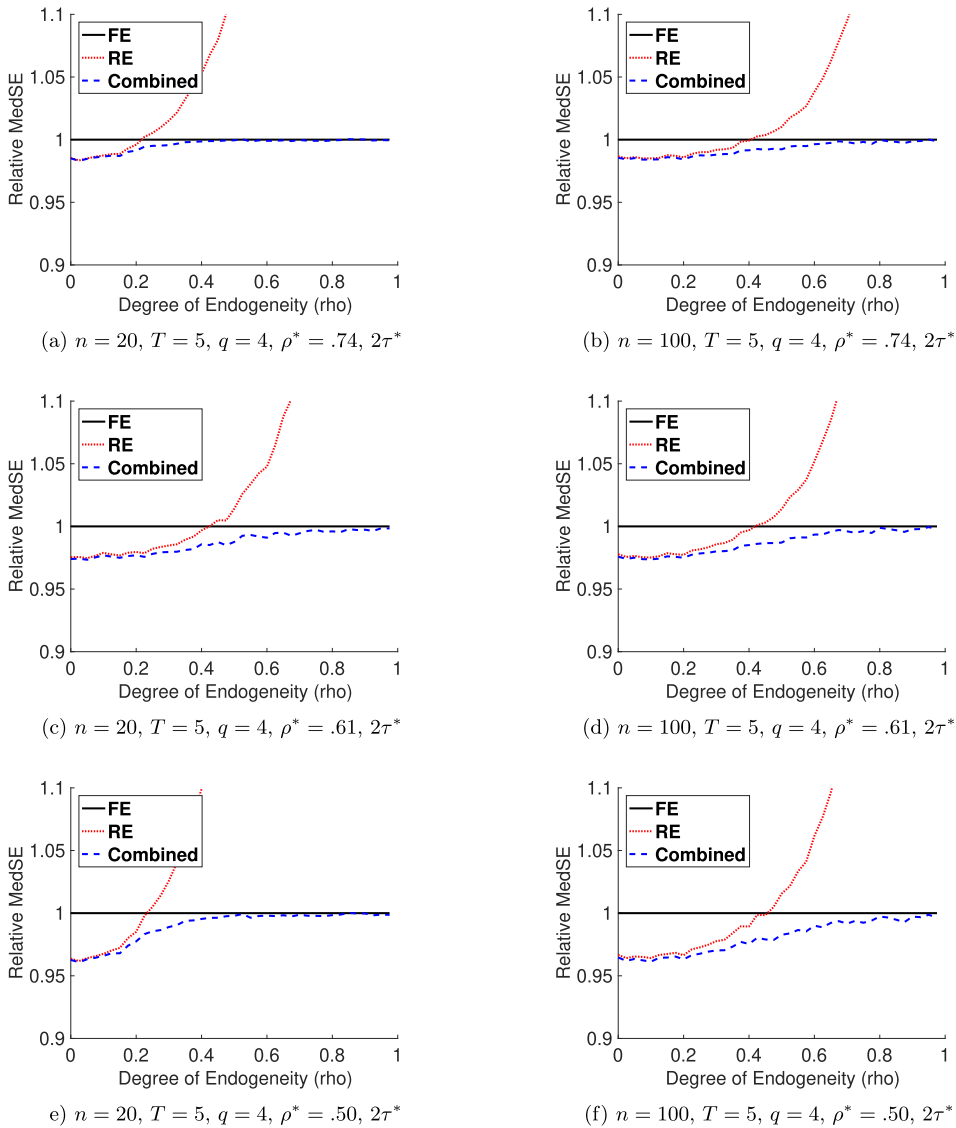 1.1
1.05
1
0.95
0.9
Relative MedSE
FE
RE
Combined
0 0.2 0.4 0.6 0.8 1
Degree of Endogeneity (rho)
(a) n = 20, T = 5, q = 4, ρ* = .74, 2τ*
1.1
1.05
1
0.95
0.9
Relative MedSE
FE
RE
Combined
0 0.2 0.4 0.6 0.8 1
Degree of Endogeneity (rho)
(b) n = 100, T = 5, q = 4, ρ* = .74, 2τ*
1.1
1.05
1
0.95
0.9
Relative MedSE
FE
RE
Combined
0 0.2 0.4 0.6 0.8 1
Degree of Endogeneity (rho)
(c) n = 20, T = 5, q = 4, ρ* = .61, 2τ*
1.1
1.05
1
0.95
0.9
Relative MedSE
FE
RE
Combined
0 0.2 0.4 0.6 0.8 1
Degree of Endogeneity (rho)
(d) n = 100, T = 5, q = 4, ρ* = .61, 2τ*
1.1
1.05
1
0.95
0.9
Relative MedSE
FE
RE
Combined
0 0.2 0.4 0.6 0.8 1
Degree of Endogeneity (rho)
e) n = 20, T = 5, q = 4, ρ* = .50, 2τ*
1.1
1.05
1
0.95
0.9
Relative MedSE
FE
RE
Combined
0 0.2 0.4 0.6 0.8 1
Degree of Endogeneity (rho)
(f) n = 100, T = 5, q = 4, ρ* = .50, 2τ*